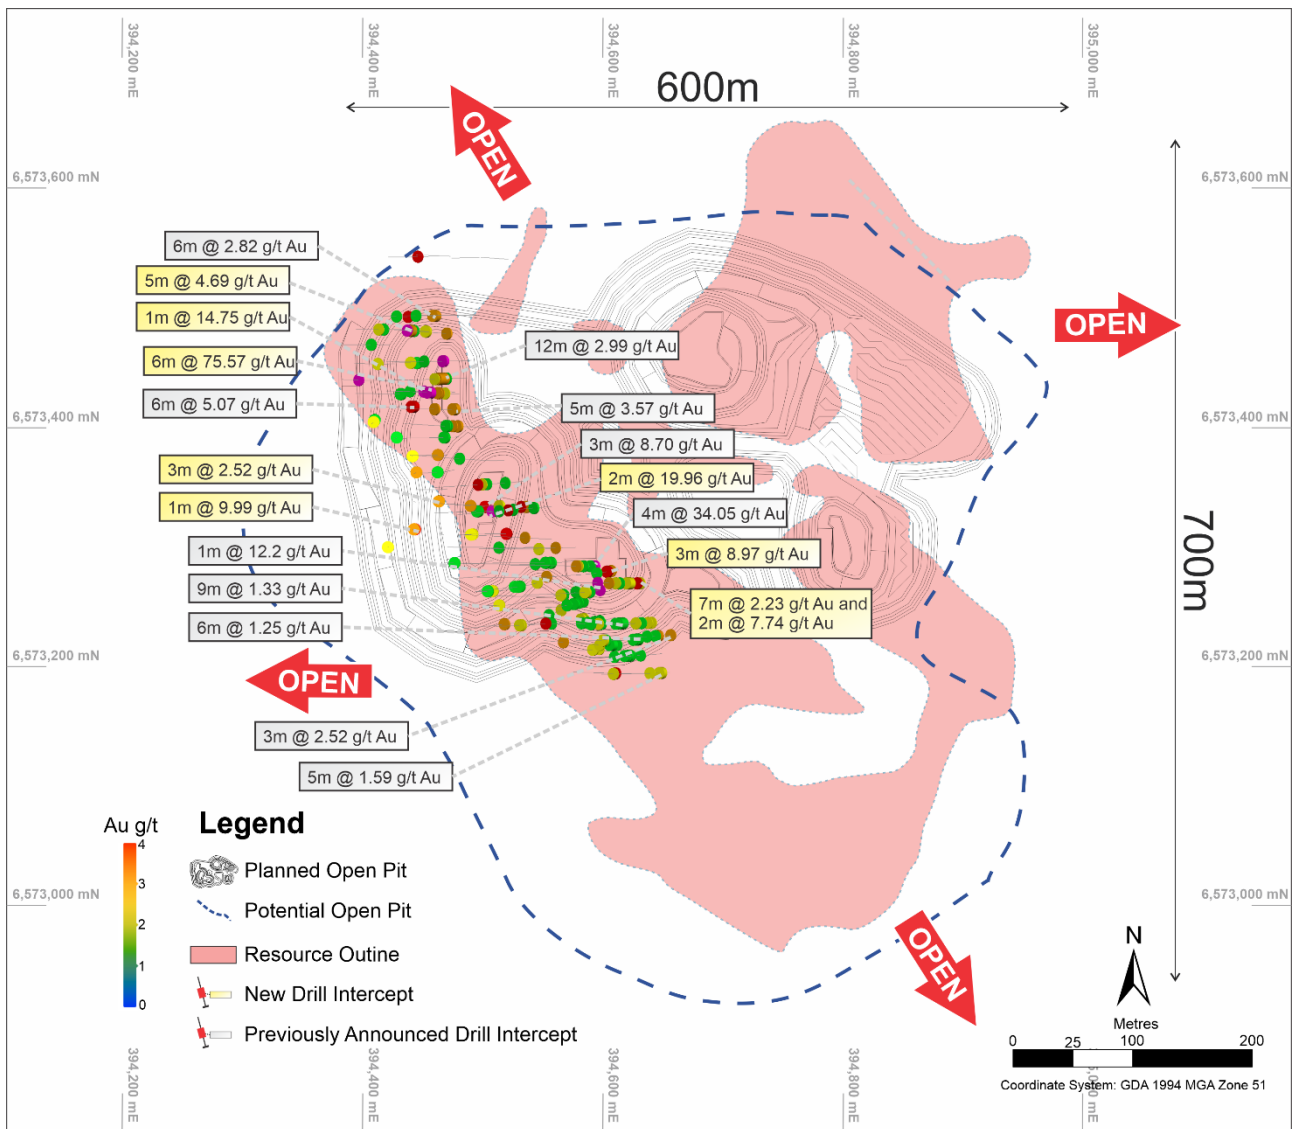 394,200 mE
394,400 mE
394,600 mE
394,800 mE
395,000 mE
600m
OPEN
6,573,600 mN
6,573,600 mN
6m @ 2.82 g/t Au
5m @ 4.69 g/t Au
1m @ 14.75 g/t Au
OPEN
12m @ 2.99 g/t Au
6m @ 75.57 g/t Au
6m @ 5.07 g/t Au
5m @ 3.57 g/t Au
6,573,400 mN
6,573,400 mN
3m @ 8.70 g/t Au
3m @ 2.52 g/t Au
2m @ 19.96 g/t Au
1m @ 9.99 g/t Au
4m @ 34.05 g/t Au
1m @ 12.2 g/t Au
3m @ 8.97 g/t Au
700m
9m @ 1.33 g/t Au
7m @ 2.23 g/t Au and
2m @ 7.74 g/t Au
6m @ 1.25 g/t Au
6,573,200 mN
6,573,200 mN
OPEN
3m @ 2.52 g/t Au
5m @ 1.59 g/t Au
Au g/t
4
3
2
1
0
Legend
Planned Open Pit
Potential Open Pit
Resource Outine
New Drill Intercept
Previously Announced Drill Intercept
6,573,000 mN
6,573,000 mN
OPEN
N
Metres
0 25 100 200
Coordinate System: GDA 1994 MGA Zone 51
394,200 mE
394,400 mE
394,600 mE
394,800 mE